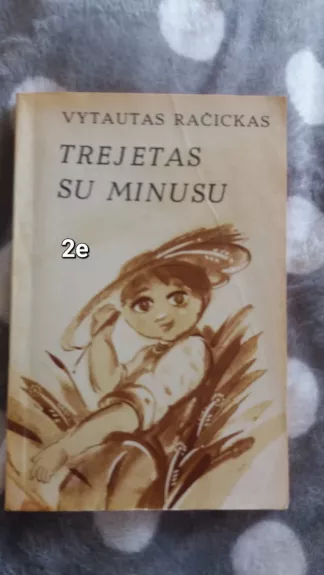 VYTAUTAS RAČICKAS
TREJETAS
SU MINUSU
2e